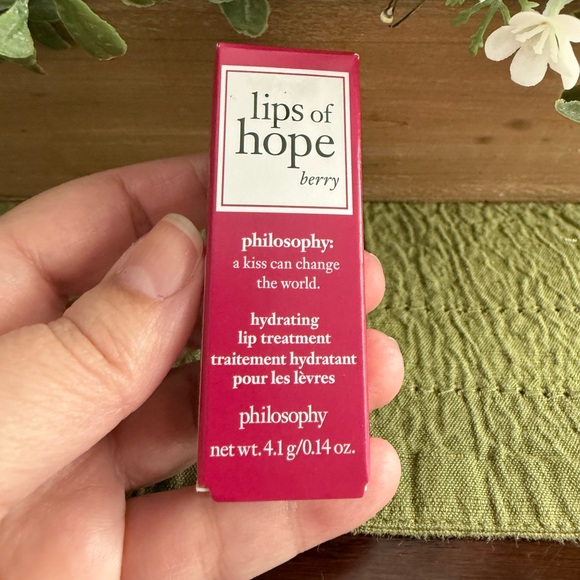 lips of
hope
berry
philosophy:
a kiss can change
the world.
hydrating
lip treatment
traitement hydratant
pour les lèvres
philosophy
net wt. 4.1 g/0.14 oz.